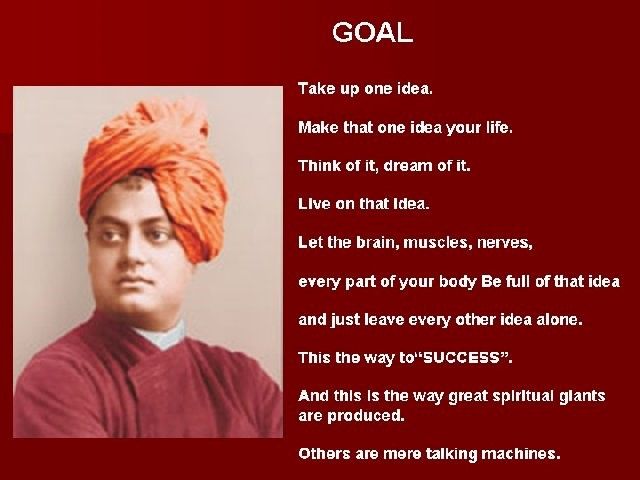 GOAL
Take up one idea.
Make that one idea your life.
Think of it, dream of it.
Live on that idea.
Let the brain, muscles, nerves,
every part of your body Be full of that idea
and just leave every other idea alone.
This the way to“SUCCESS”.
And this is the way great spiritual giants
are produced.
Others are mere talking machines.